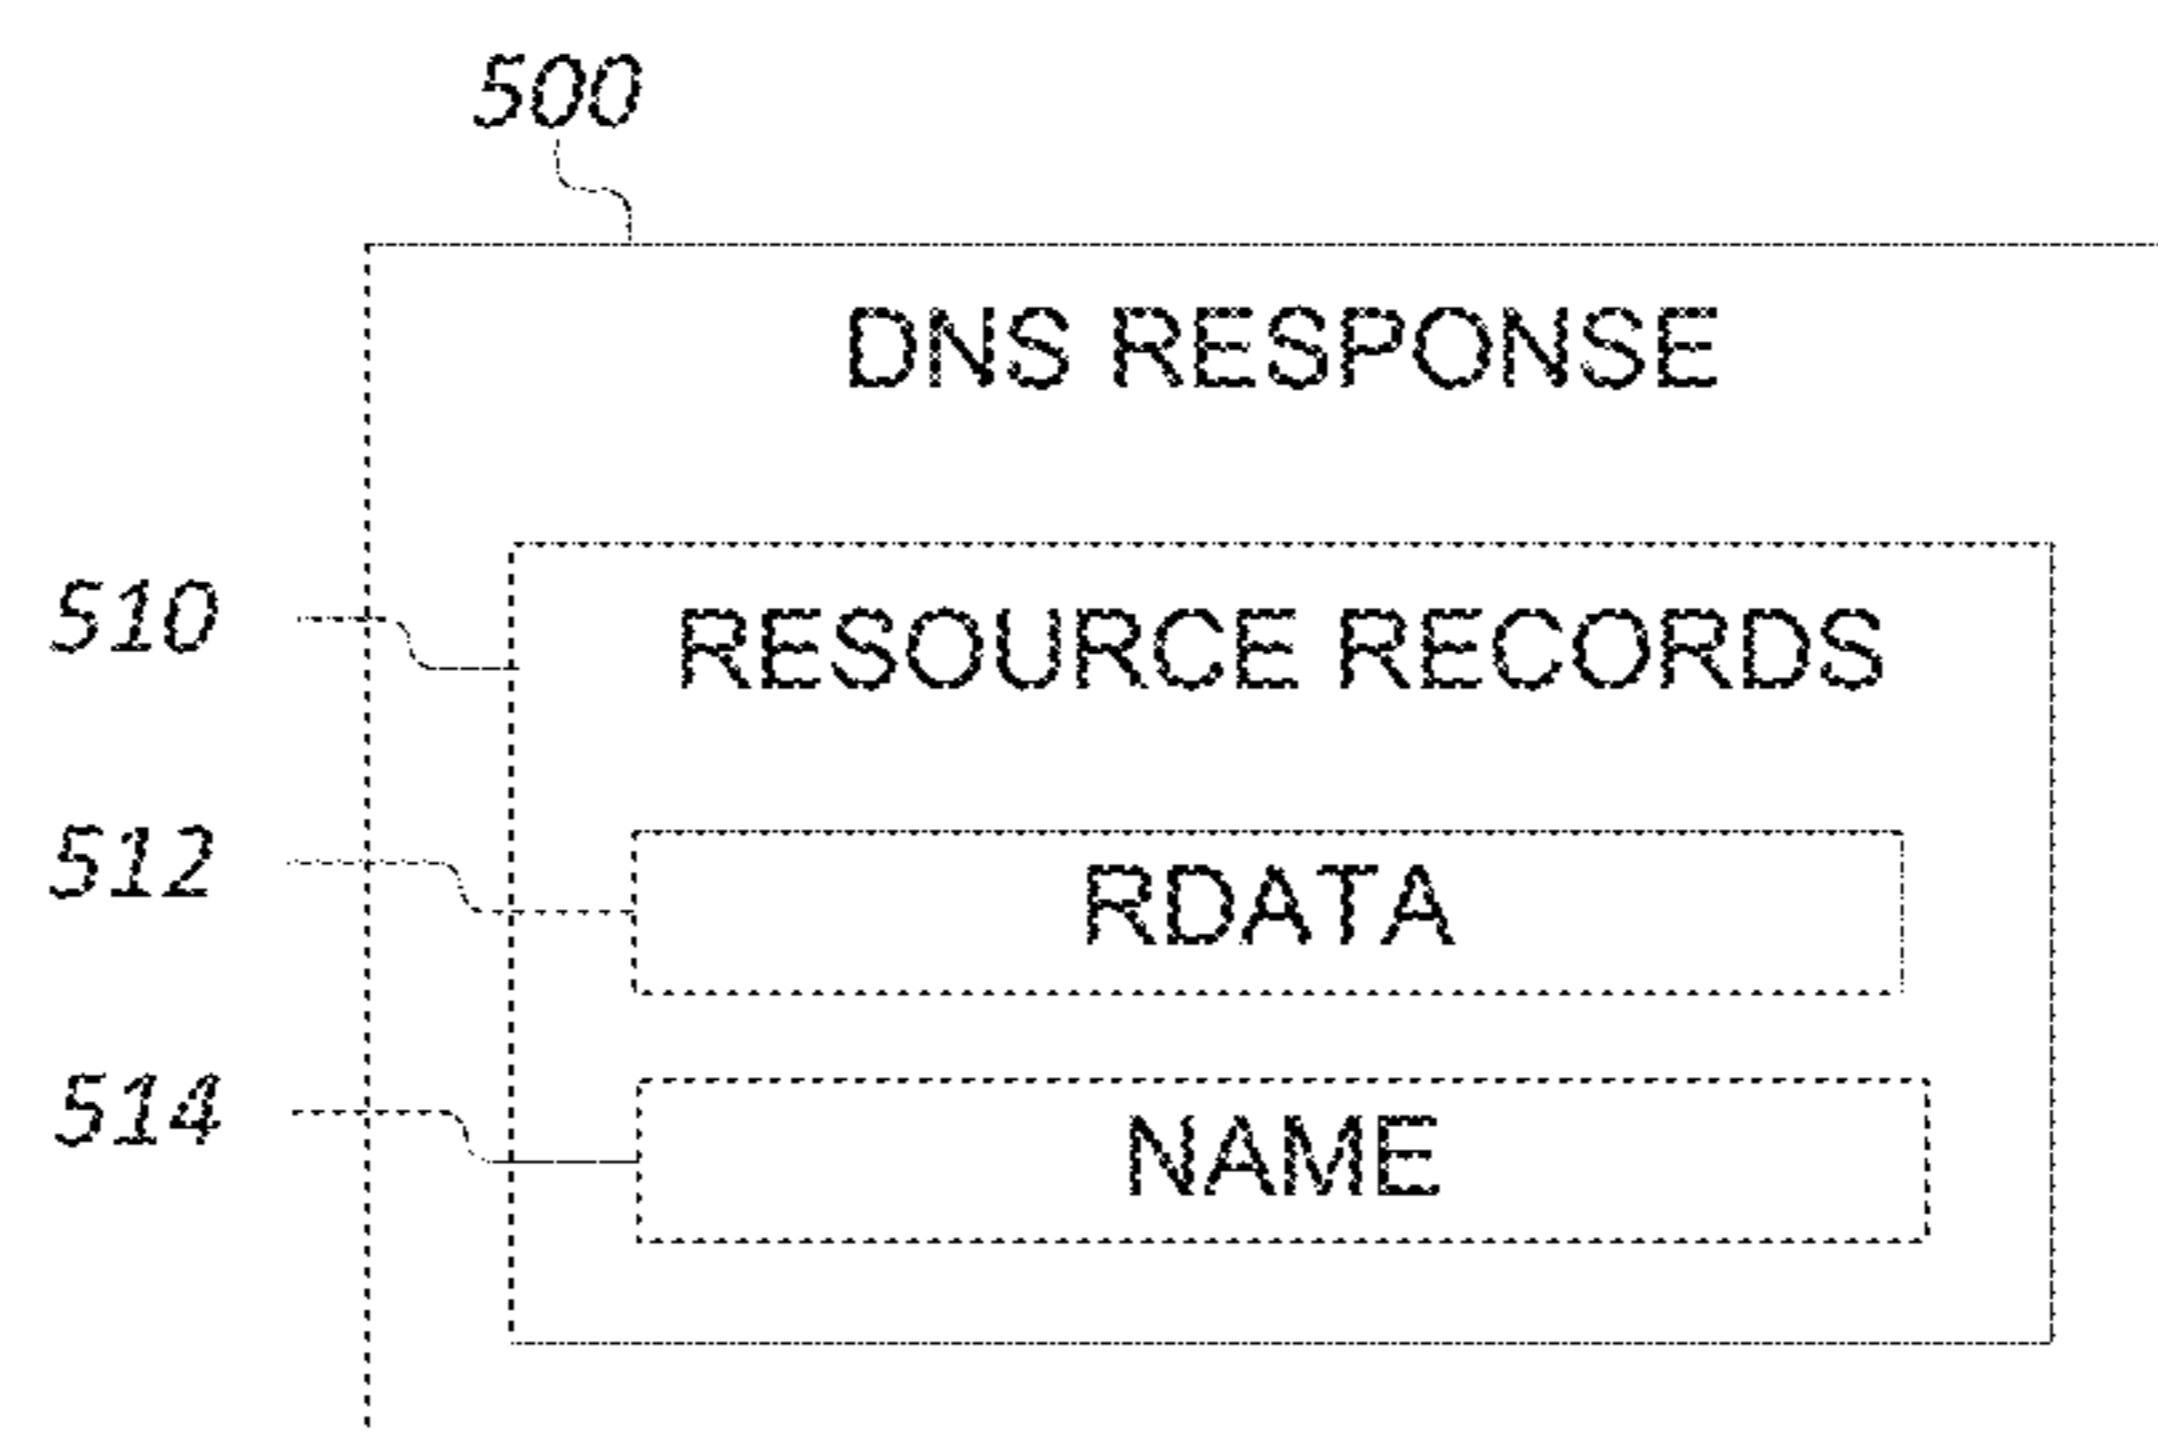 500
DNS RESPONSE
510
RESOURCE RECORDS
512
RDATA
514
NAME